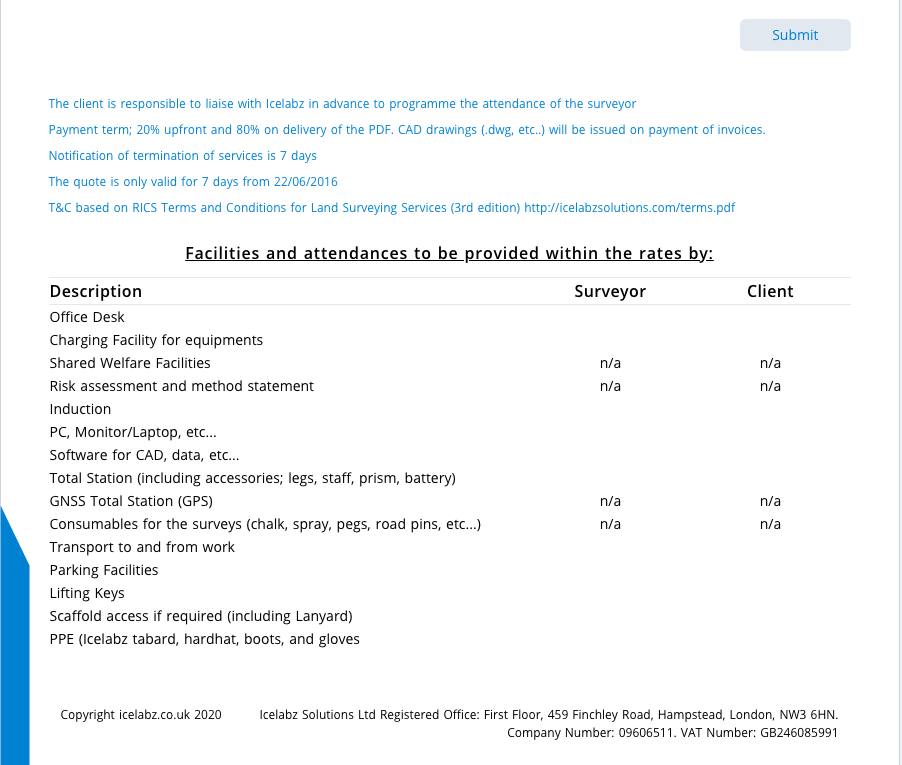 Submit
The client is responsible to liaise with Icelabz in advance to programme the attendance of the surveyor
Payment term; 20% upfront and 80% on delivery of the PDF. CAD drawings (.dwg, etc..) will be issued on payment of invoices.
Notification of termination of services is 7 days
The quote is only valid for 7 days from 22/06/2016
T&C based on RICS Terms and Conditions for Land Surveying Services (3rd edition) http://icelabzsolutions.com/terms.pdf
Facilities and attendances to be provided within the rates by:
Description Surveyor Client
Office Desk
Charging Facility for equipments
Shared Welfare Facilities n/a n/a
Risk assessment and method statement n/a n/a
Induction
PC, Monitor/Laptop, etc...
Software for CAD, data, etc...
Total Station (including accessories; legs, staff, prism, battery)
GNSS Total Station (GPS) n/a n/a
Consumables for the surveys (chalk, spray, pegs, road pins, etc...) n/a n/a
Transport to and from work
Parking Facilities
Lifting Keys
Scaffold access if required (including Lanyard)
PPE (Icelabz tabard, hardhat, boots, and gloves
Copyright icelabz.co.uk 2020 Icelabz Solutions Ltd Registered Office: First Floor, 459 Finchley Road, Hampstead, London, NW3 6HN.
Company Number: 09606511. VAT Number: GB246085991